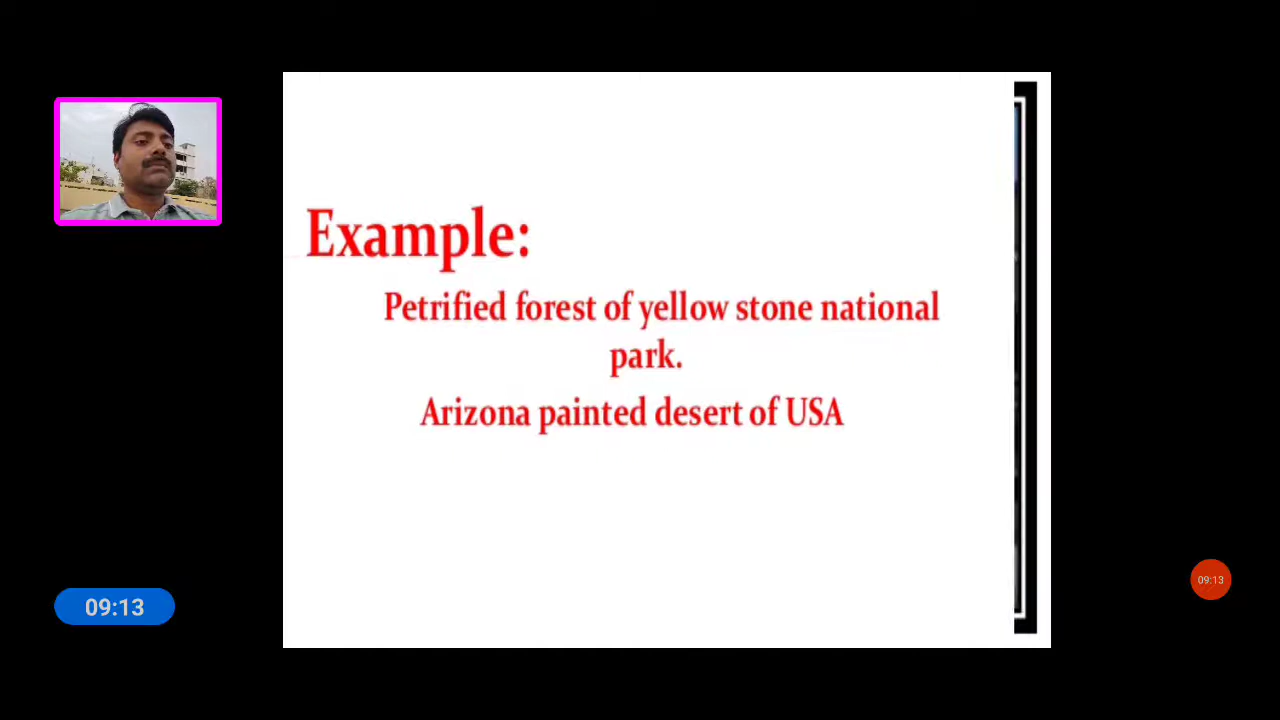 Example:
Petrified forest of yellow stone national
park.
Arizona painted desert of USA
09:13
09:13